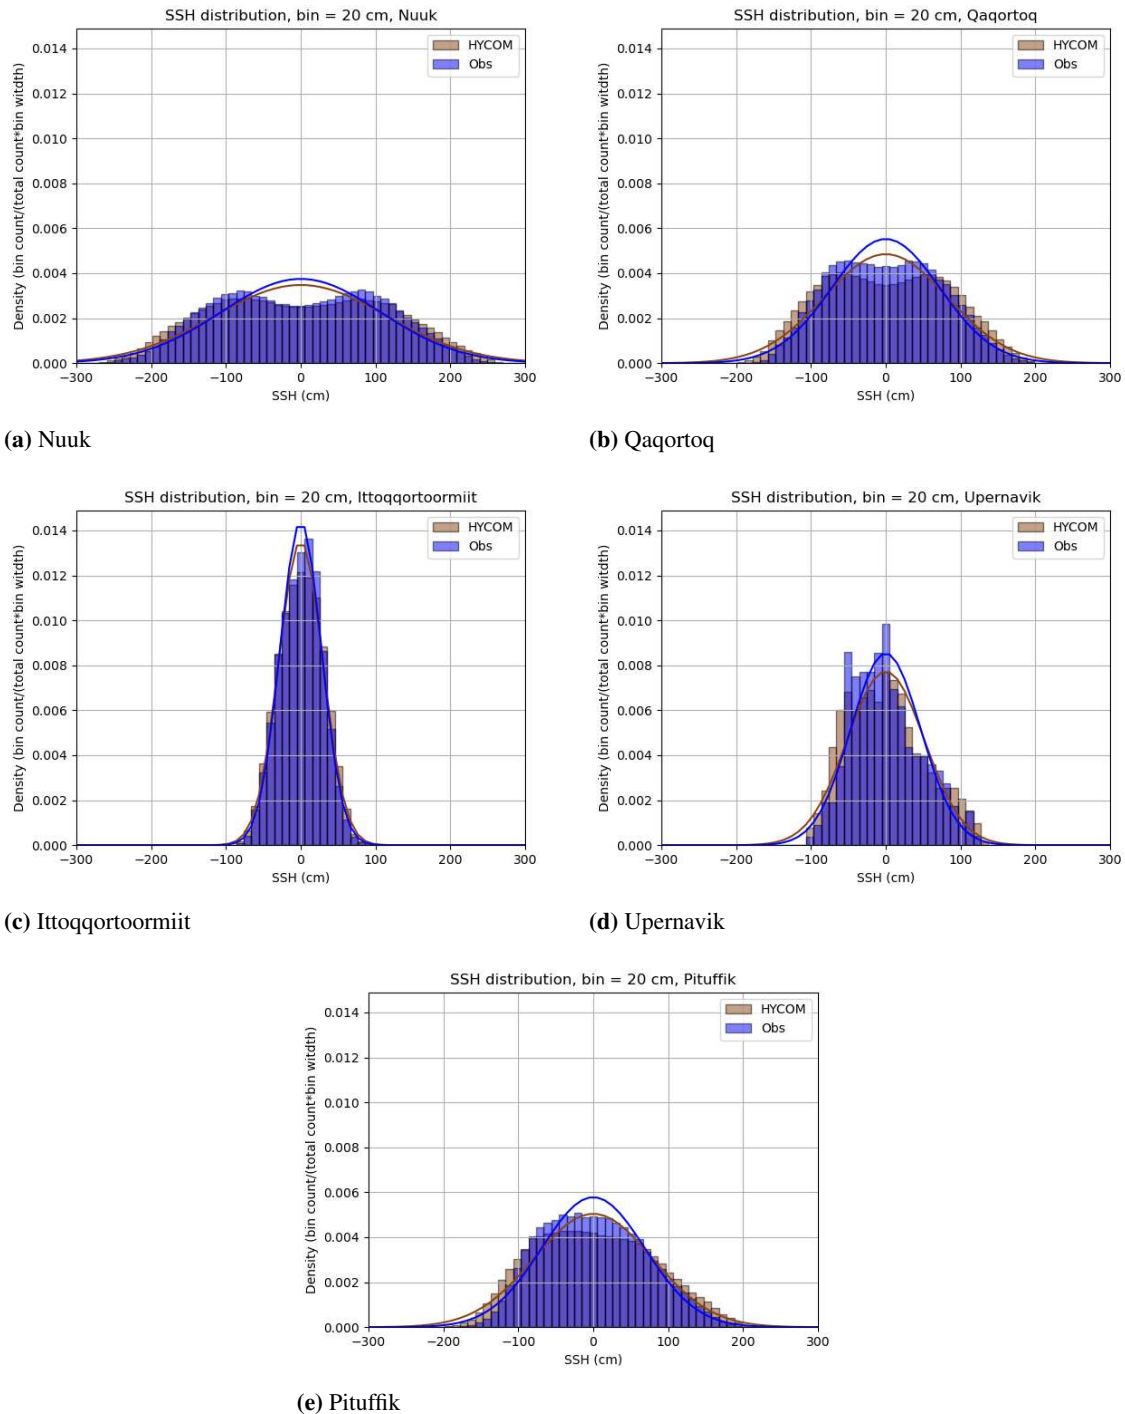 SSH distribution, bin = 20 cm, Nuuk
Density (bin count/(total count*bin witdth)
0.014
0.012
0.010
0.008
0.006
0.004
0.002
0.000
HYCOM
Obs
−300 −200 −100 0 100 200 300
SSH (cm)
(a) Nuuk
SSH distribution, bin = 20 cm, Qaqortoq
Density (bin count/(total count*bin witdth)
0.014
0.012
0.010
0.008
0.006
0.004
0.002
0.000
HYCOM
Obs
−300 −200 −100 0 100 200 300
SSH (cm)
(b) Qaqortoq
SSH distribution, bin = 20 cm, Ittoqqortoormiit
Density (bin count/(total count*bin witdth)
0.014
0.012
0.010
0.008
0.006
0.004
0.002
0.000
HYCOM
Obs
−300 −200 −100 0 100 200 300
SSH (cm)
(c) Ittoqqortoormiit
SSH distribution, bin = 20 cm, Upernavik
Density (bin count/(total count*bin witdth)
0.014
0.012
0.010
0.008
0.006
0.004
0.002
0.000
HYCOM
Obs
−300 −200 −100 0 100 200 300
SSH (cm)
(d) Upernavik
SSH distribution, bin = 20 cm, Pituffik
Density (bin count/(total count*bin witdth)
0.014
0.012
0.010
0.008
0.006
0.004
0.002
0.000
HYCOM
Obs
−300 −200 −100 0 100 200 300
SSH (cm)
(e) Pituffik